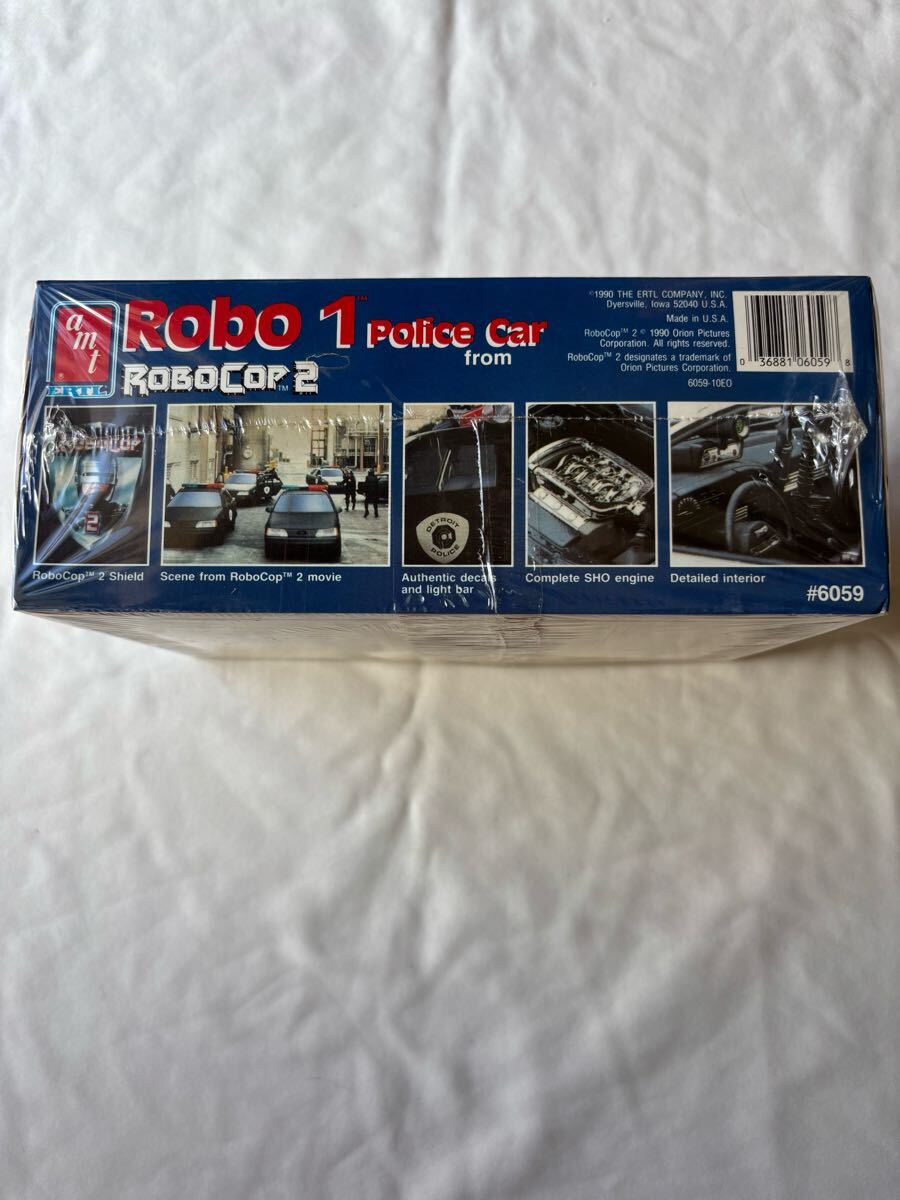 amt
ERTL
Robo 1™ Police Car
from
ROBOCOP™ 2
©1990 THE ERTL COMPANY, INC.
Dyersville, Iowa 52040 U.S.A.
Made in U.S.A.
RoboCop™ 2 © 1990 Orion Pictures
Corporation. All rights reserved.
RoboCop™ 2 designates a trademark of
Orion Pictures Corporation.
6059-10EO
0 36881 06059 8
2
DETROIT
POLICE
RoboCop™ 2 Shield
Scene from RoboCop™ 2 movie
Authentic decals
and light bar
Complete SHO engine
Detailed interior
#6059